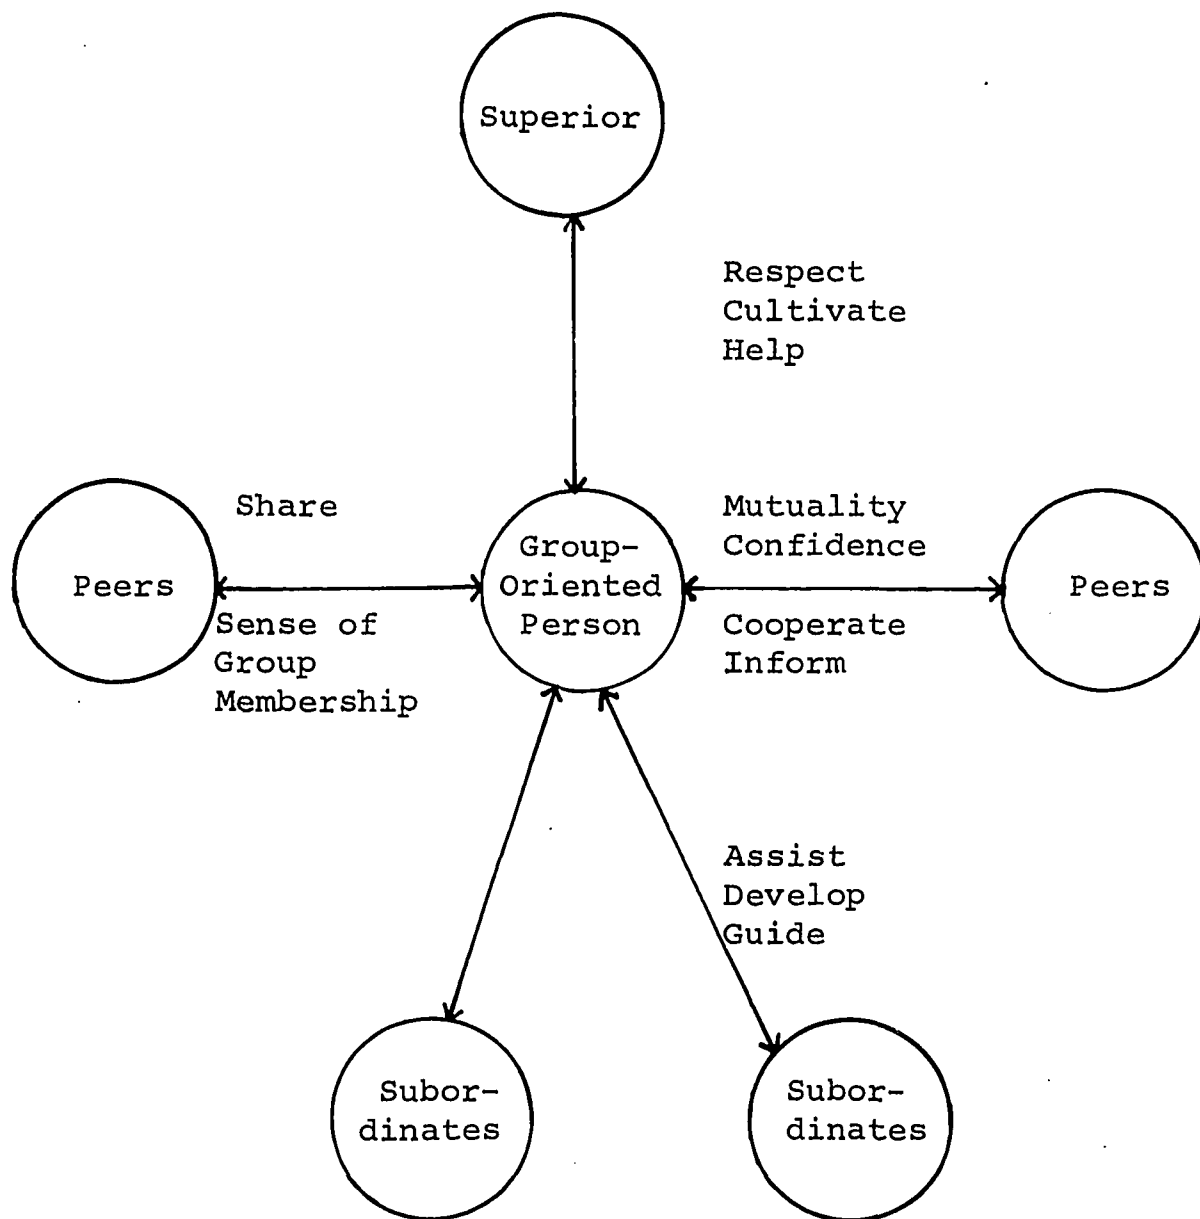 Superior
Respect
Cultivate
Help
Share
Mutuality
Confidence
Peers
Group-
Oriented
Person
Peers
Sense of
Group
Membership
Cooperate
Inform
Assist
Develop
Guide
Subor-
dinates
Subor-
dinates